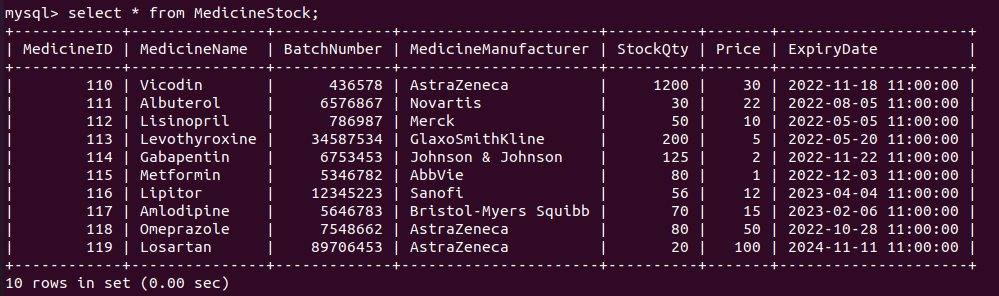 mysql> select * from MedicineStock;
+------------+---------------+-------------+----------------------+----------+-------+---------------------+
| MedicineID | MedicineName  | BatchNumber | MedicineManufacturer | StockQty | Price | ExpiryDate          |
+------------+---------------+-------------+----------------------+----------+-------+---------------------+
|        110 | Vicodin       |      436578 | AstraZeneca          |     1200 |    30 | 2022-11-18 11:00:00 |
|        111 | Albuterol     |     6576867 | Novartis             |       30 |    22 | 2022-08-05 11:00:00 |
|        112 | Lisinopril    |      786987 | Merck                |       50 |    10 | 2022-05-05 11:00:00 |
|        113 | Levothyroxine |    34587534 | GlaxoSmithKline      |      200 |     5 | 2022-05-20 11:00:00 |
|        114 | Gabapentin    |     6753453 | Johnson & Johnson    |      125 |     2 | 2022-11-22 11:00:00 |
|        115 | Metformin     |     5346782 | AbbVie               |       80 |     1 | 2022-12-03 11:00:00 |
|        116 | Lipitor       |    12345223 | Sanofi               |       56 |    12 | 2023-04-04 11:00:00 |
|        117 | Amlodipine    |     5646783 | Bristol-Myers Squibb |       70 |    15 | 2023-02-06 11:00:00 |
|        118 | Omeprazole    |     7548662 | AstraZeneca          |       80 |    50 | 2022-10-28 11:00:00 |
|        119 | Losartan      |    89706453 | AstraZeneca          |       20 |   100 | 2024-11-11 11:00:00 |
+------------+---------------+-------------+----------------------+----------+-------+---------------------+
10 rows in set (0.00 sec)